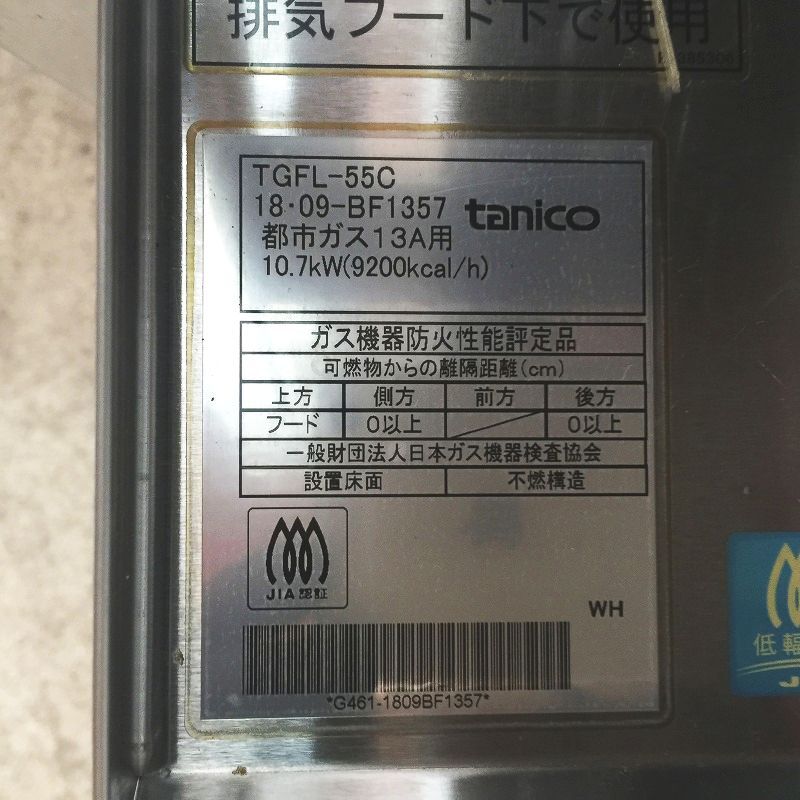 排気フード下で使用
TGFL-55C
18・09-BF1357
tanico
都市ガス13A用
10.7kW(9200kcal/h)
ガス機器防火性能評定品
可燃物からの離隔距離(cm)
上方 側方 前方 後方
フード 0以上 0以上
一般財団法人日本ガス機器検査協会
設置床面 不燃構造
JIA認証
WH
*G461-1809BF1357*
低輻